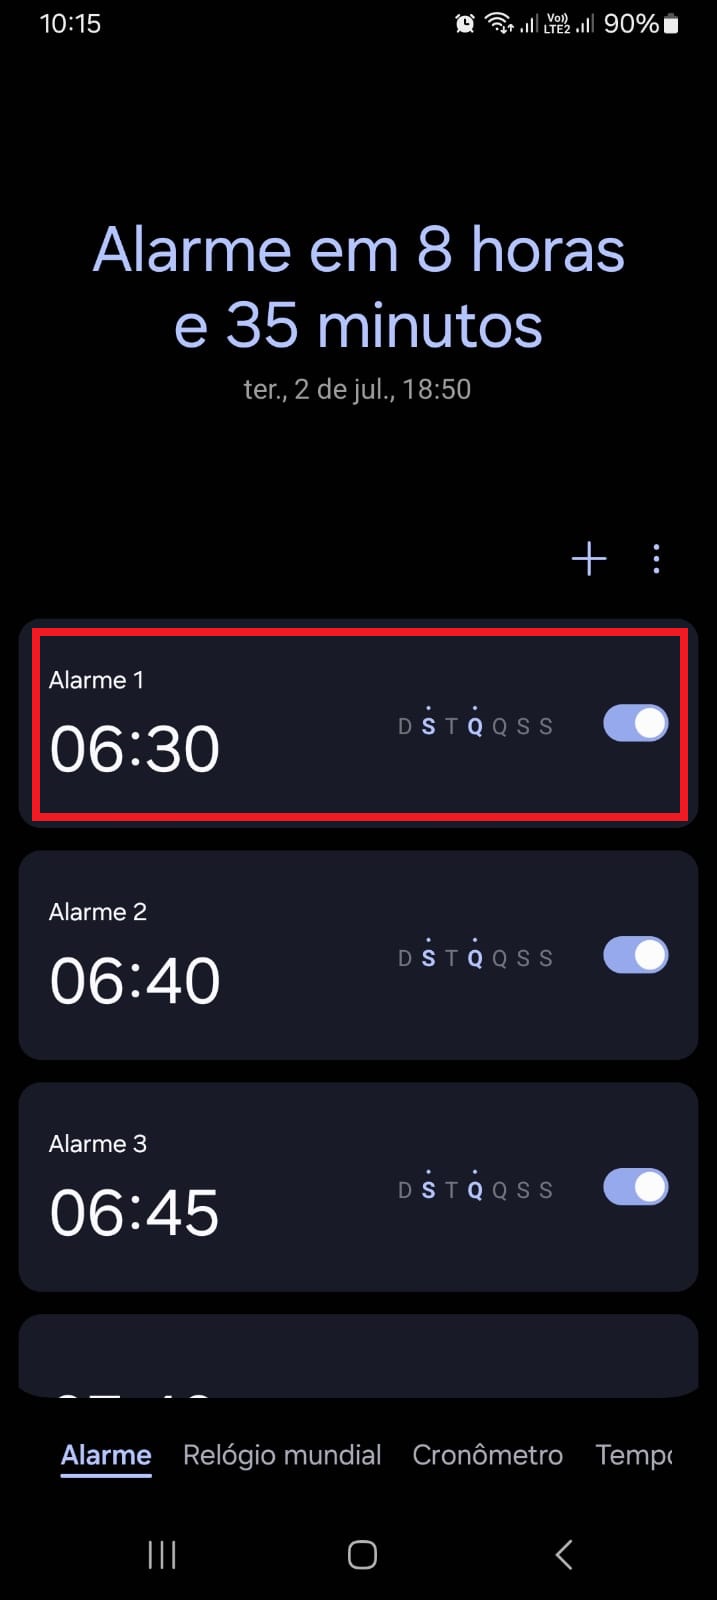 10:15 Vo)) LTE2 90%
Alarme em 8 horas
e 35 minutos
ter., 2 de jul., 18:50
Alarme 1
06:30 D S T Q Q S S
Alarme 2
06:40 D S T Q Q S S
Alarme 3
06:45 D S T Q Q S S
Alarme Relógio mundial Cronômetro Tempo